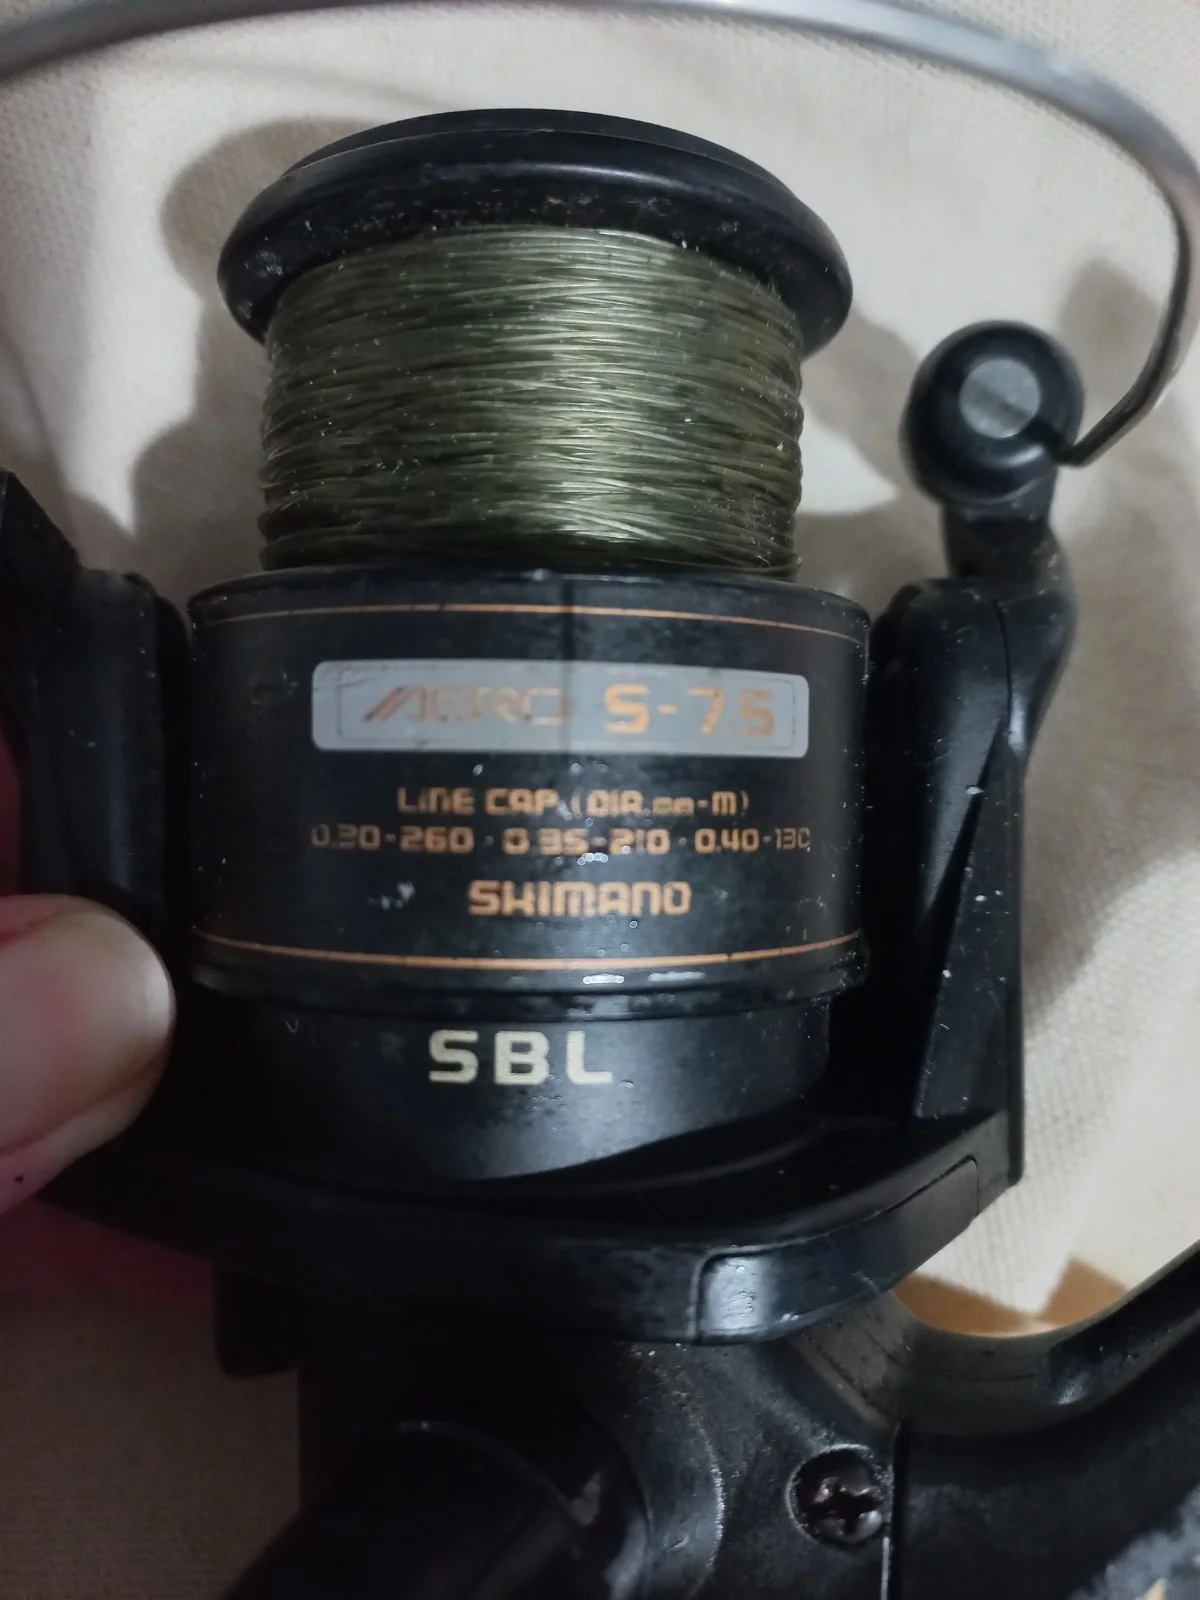 AERO S-75
LINE CAP. (DIA.mm-M)
0.30-260 · 0.35-210 · 0.40-130
SHIMANO
SBL